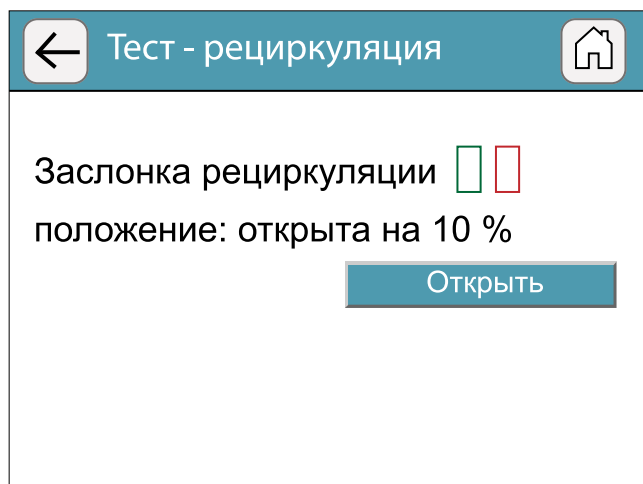 Тест - рециркуляция
Заслонка рециркуляции
положение: открыта на 10 %
Открыть